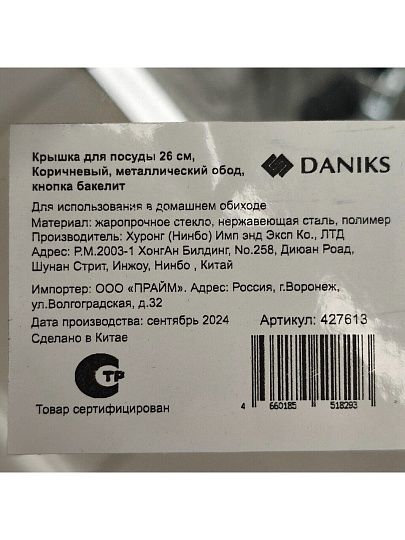 Крышка для посуды 26 см,
Коричневый, металлический обод,
кнопка бакелит
DANIKS
Для использования в домашнем обиходе
Материал: жаропрочное стекло, нержавеющая сталь, полимер
Производитель: Хуронг (Нинбо) Имп энд Эксп Ко., ЛТД
Адрес: Р.М.2003-1 ХонгАн Билдинг, No.258, Диюан Роад,
Шунан Стрит, Инжоу, Нинбо , Китай
Импортер: ООО «ПРАЙМ». Адрес: Россия, г.Воронеж,
ул.Волгоградская, д.32
Дата производства: сентябрь 2024
Артикул: 427613
Сделано в Китае
СТР
Товар сертифицирован
4 660185 518293